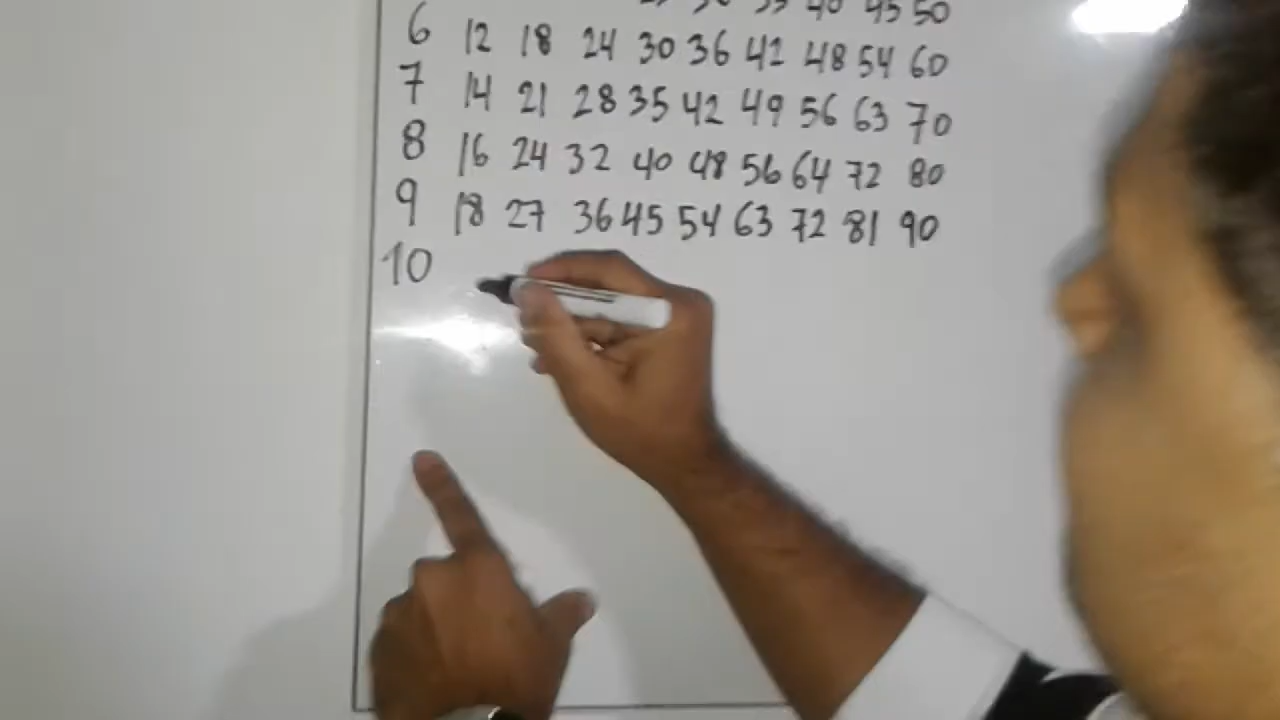 40 45 50
6 12 18 24 30 36 42 48 54 60
7 14 21 28 35 42 49 56 63 70
8 16 24 32 40 48 56 64 72 80
9 18 27 36 45 54 63 72 81 90
10